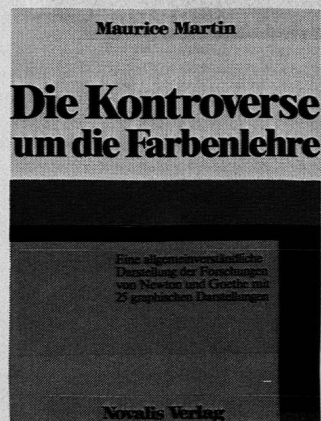 Maurice Martin
Die Kontroverse
um die Farbenlehre
Eine allgemeinverständliche
Darstellung der Forschungen
von Newton und Goethe mit
25 graphischen Darstellungen
Novalis Verlag